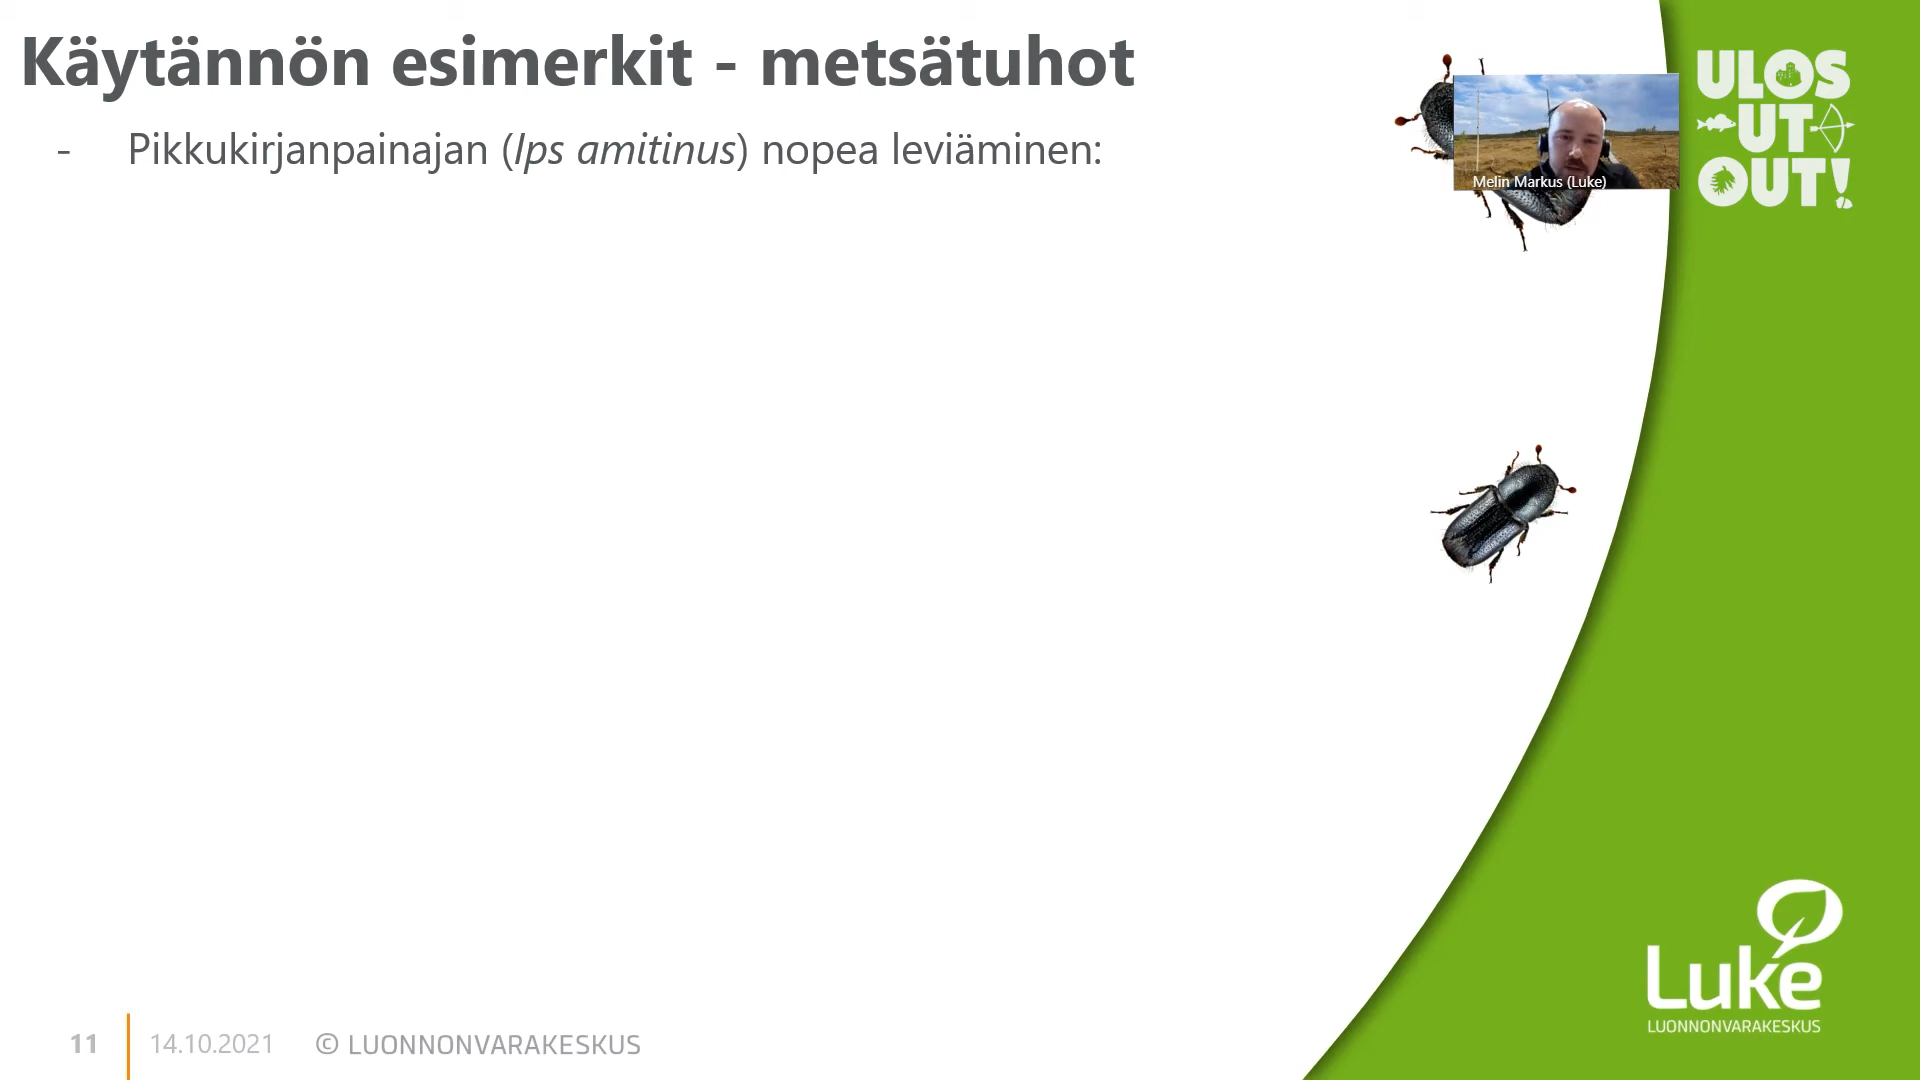 Käytännön esimerkit - metsätuhot
- Pikkukirjanpainajan (Ips amitinus) nopea leviäminen:
Melin Markus (Luke)
ULOS
UT
OUT!
Luke
LUONNONVARAKESKUS
11 14.10.2021 © LUONNONVARAKESKUS